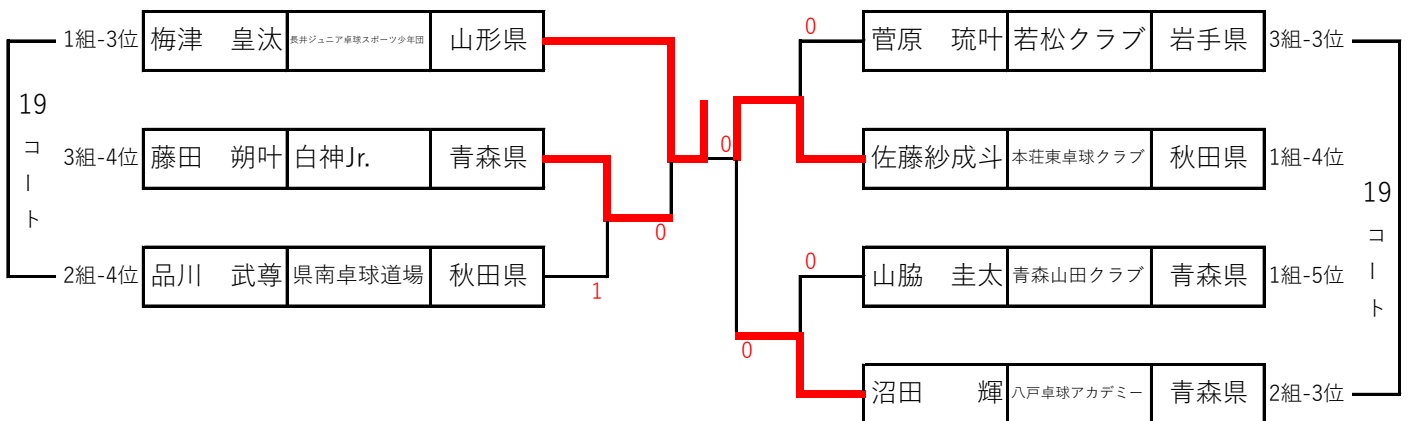 1組-3位 梅津　皇汰 長井ジュニア卓球スポーツ少年団 山形県
3組-4位 藤田　朔叶 白神Jr. 青森県
2組-4位 品川　武尊 県南卓球道場 秋田県
19コート
0
1
0
0
菅原　琉叶 若松クラブ 岩手県 3組-3位
佐藤紗成斗 本荘東卓球クラブ 秋田県 1組-4位
0
山脇　圭太 青森山田クラブ 青森県 1組-5位
0
沼田　輝 八戸卓球アカデミー 青森県 2組-3位
19コート